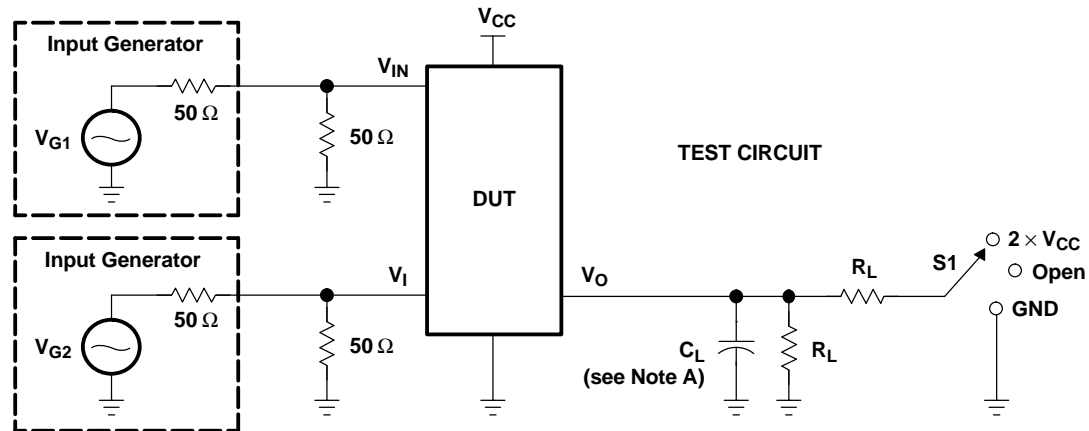 Input Generator
VG1
50 Ω
50 Ω
VIN
VCC
DUT
TEST CIRCUIT
Input Generator
VG2
50 Ω
50 Ω
VI
VO
CL
(see Note A)
RL
RL
S1
2 × VCC
Open
GND